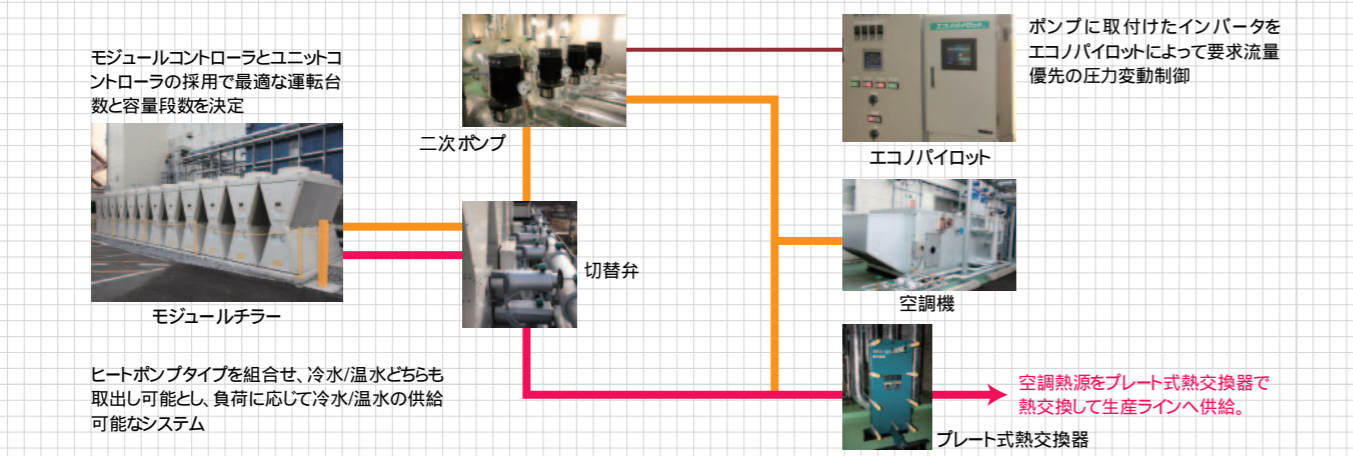 モジュールコントローラとユニットコ
ントローラの採用で最適な運転台
数と容量段数を決定
モジュールチラー
ヒートポンプタイプを組合せ、冷水/温水どちらも
取出し可能とし、負荷に応じて冷水/温水の供給
可能なシステム
二次ポンプ
切替弁
エコノパイロット
ポンプに取付けたインバータを
エコノパイロットによって要求流量
優先の圧力変動制御
エコノパイロット
空調機
空調熱源をプレート式熱交換器で
熱交換して生産ラインへ供給。
プレート式熱交換器